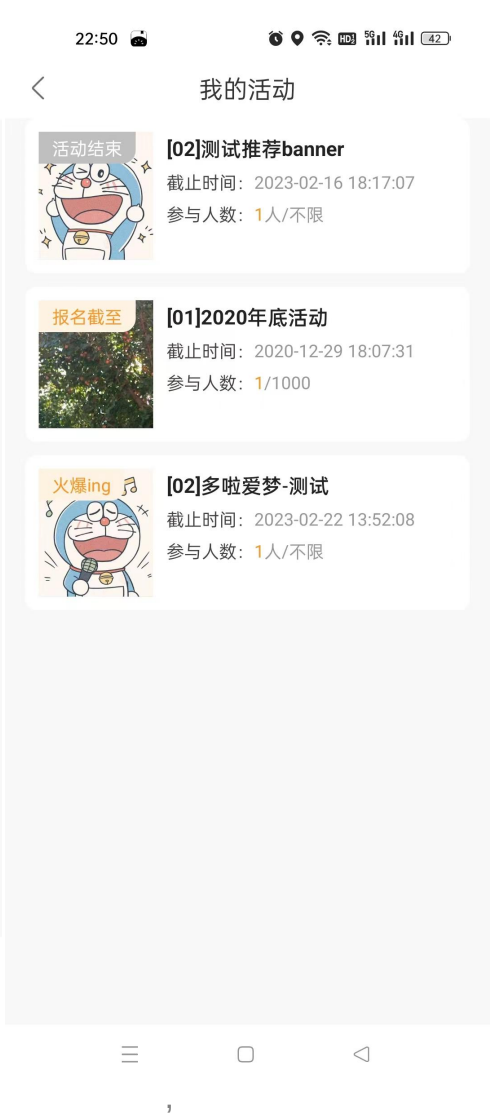 22:50
HD2 5G 4G 42
我的活动
活动结束
[02]测试推荐banner
截止时间：2023-02-16 18:17:07
参与人数：1人/不限
报名截至
[01]2020年底活动
截止时间：2020-12-29 18:07:31
参与人数：1/1000
火爆ing
[02]多啦爱梦-测试
截止时间：2023-02-22 13:52:08
参与人数：1人/不限
，